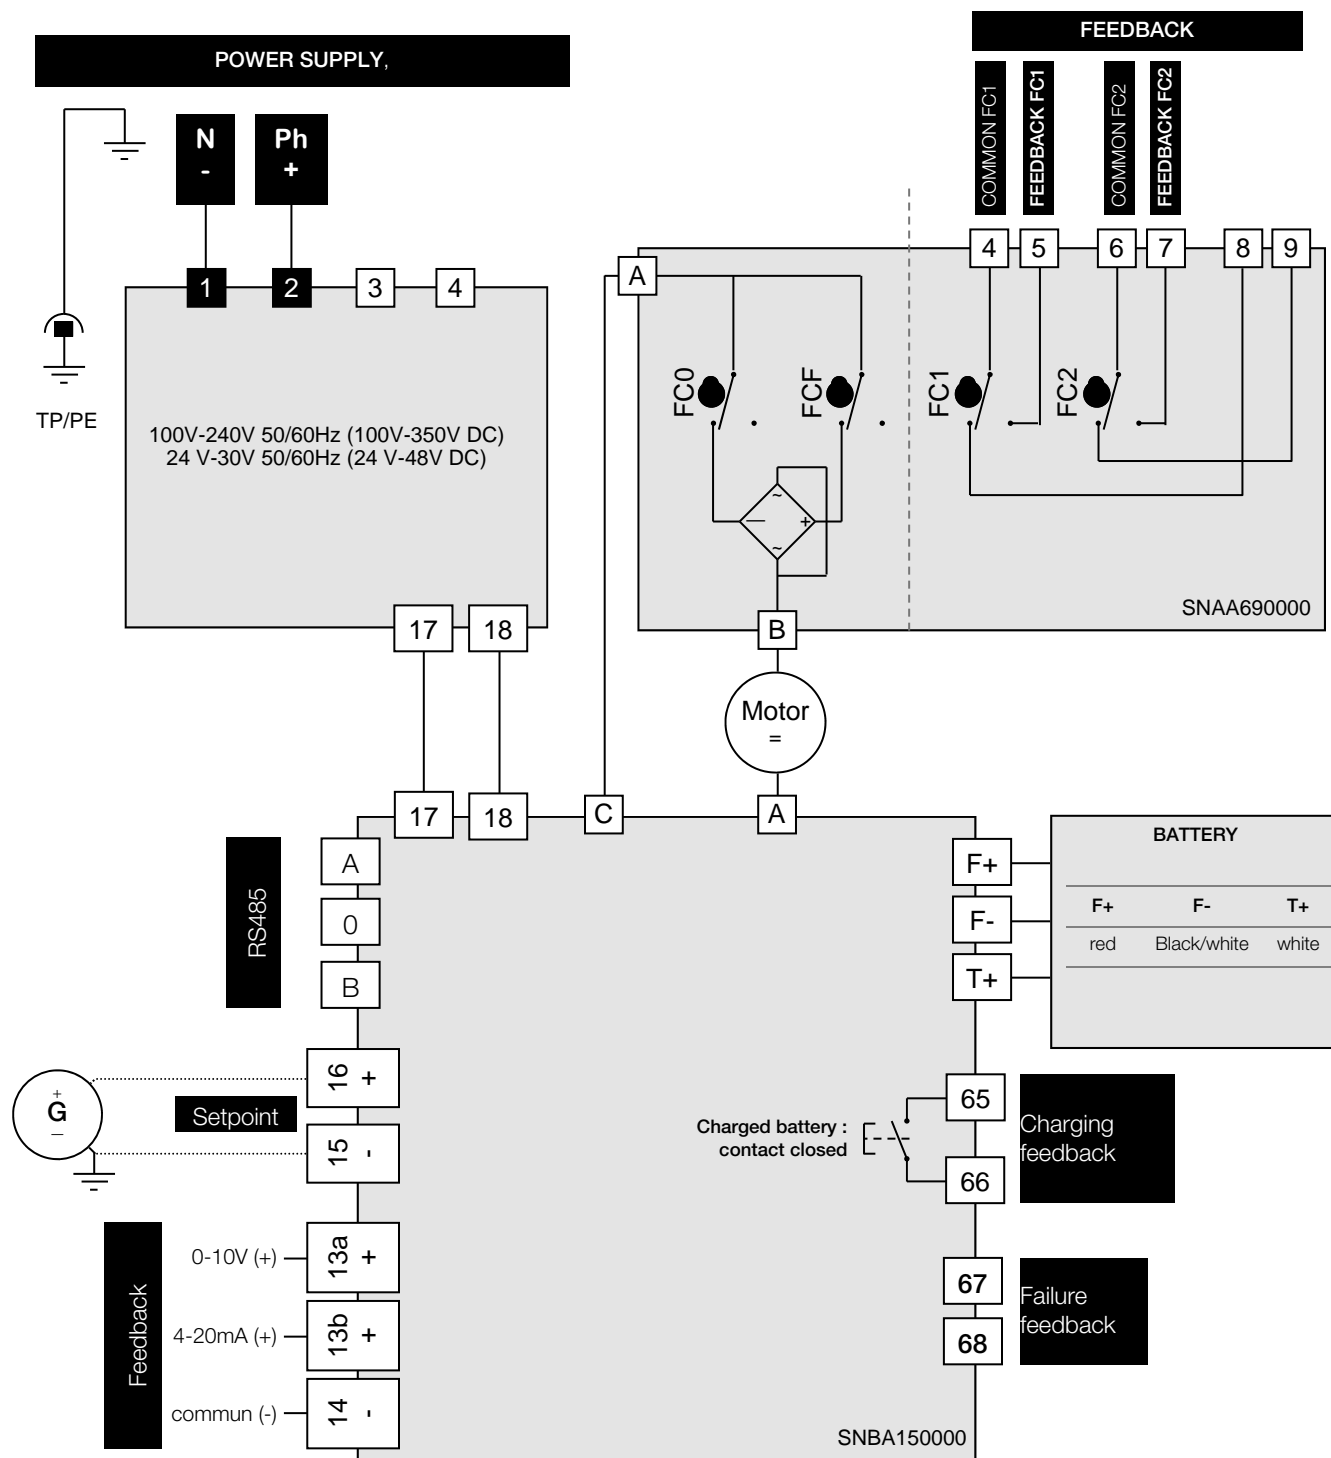 FEEDBACK
POWER SUPPLY,
COMMON FC1
FEEDBACK FC1
COMMON FC2
FEEDBACK FC2
N
-
Ph
+
4
5
6
7
8
9
1
2
3
4
A
TP/PE
100V-240V 50/60Hz (100V-350V DC)
24 V-30V 50/60Hz (24 V-48V DC)
FC0
FCF
FC1
FC2
~
—
+
~
SNAA690000
17
18
B
Motor
=
17
18
C
A
RS485
A
0
B
F+
F-
T+
BATTERY
F+ F- T+
red Black/white white
+
G
—
Setpoint
16 +
15 -
Charged battery :
contact closed
65
66
Charging
feedback
Feedback
0-10V (+)
13a +
4-20mA (+)
13b +
commun (-)
14 -
67
68
Failure
feedback
SNBA150000